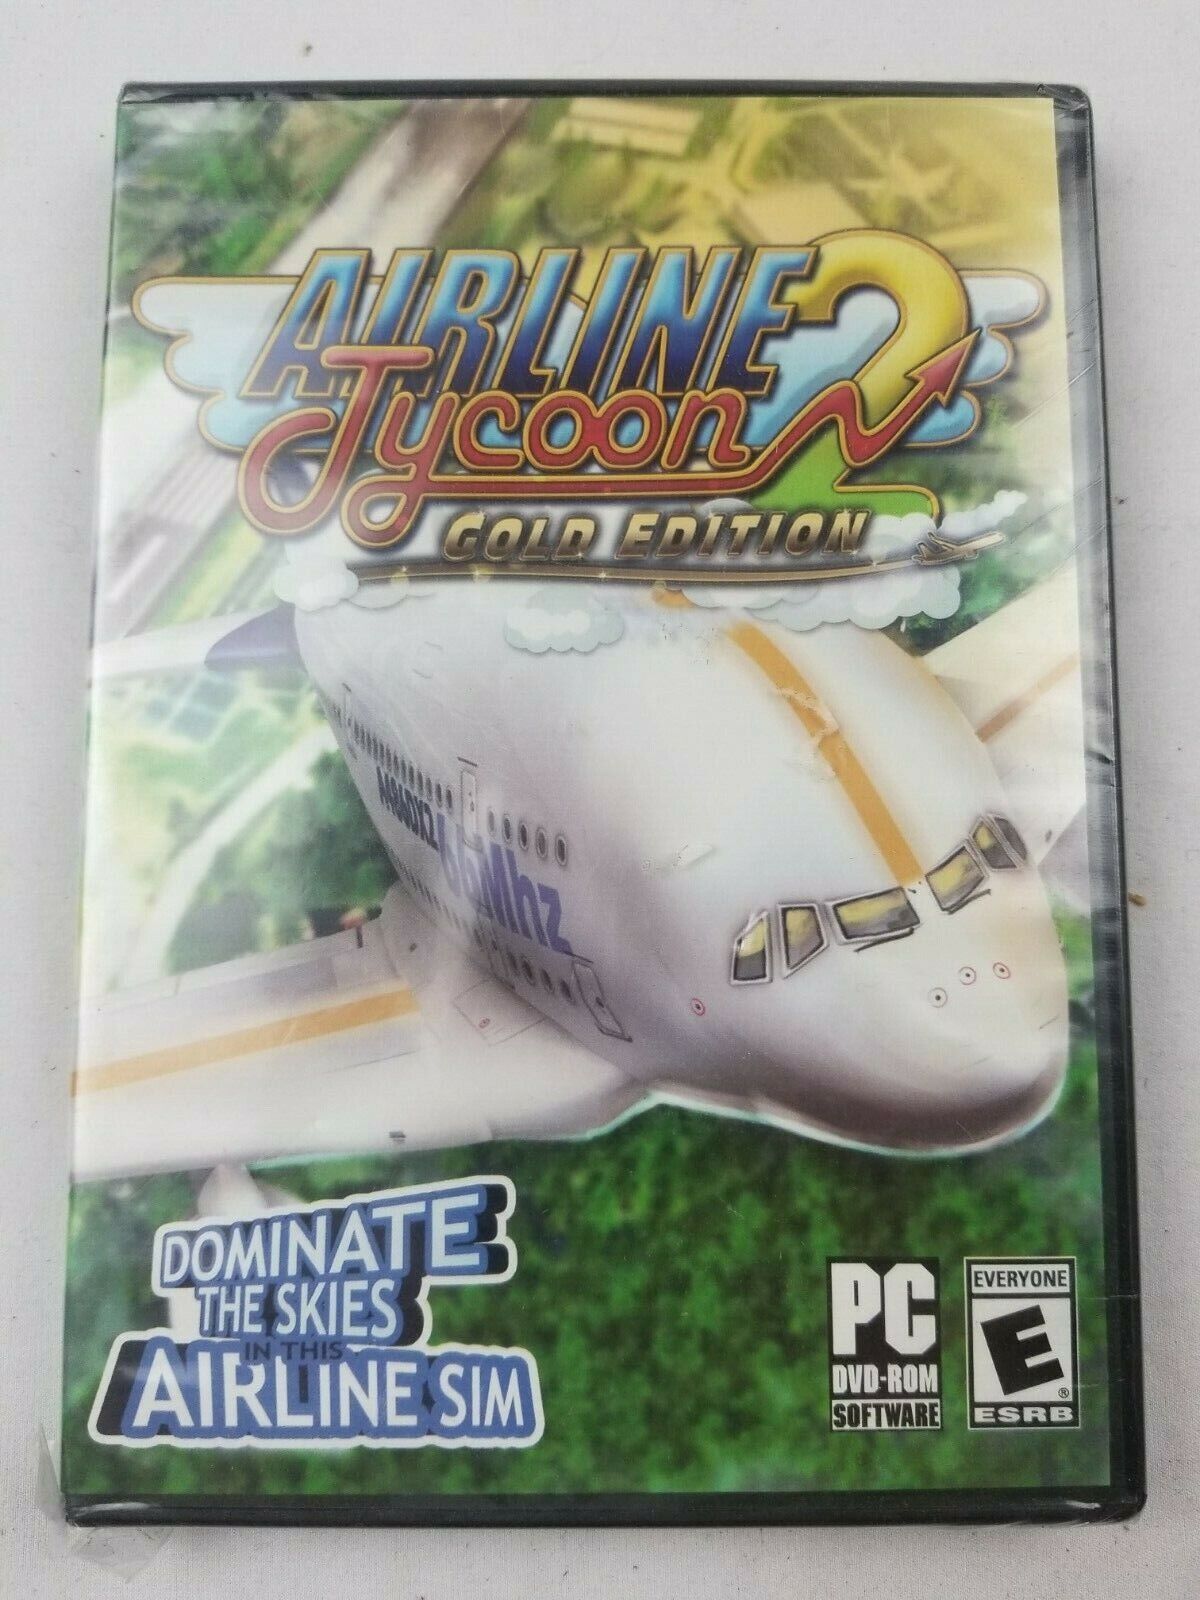 AIRLINE
Tycoon 2
GOLD EDITION
DOMINATE
THE SKIES
IN THIS
AIRLINE SIM
PC
DVD-ROM
SOFTWARE
EVERYONE
E
®
ESRB